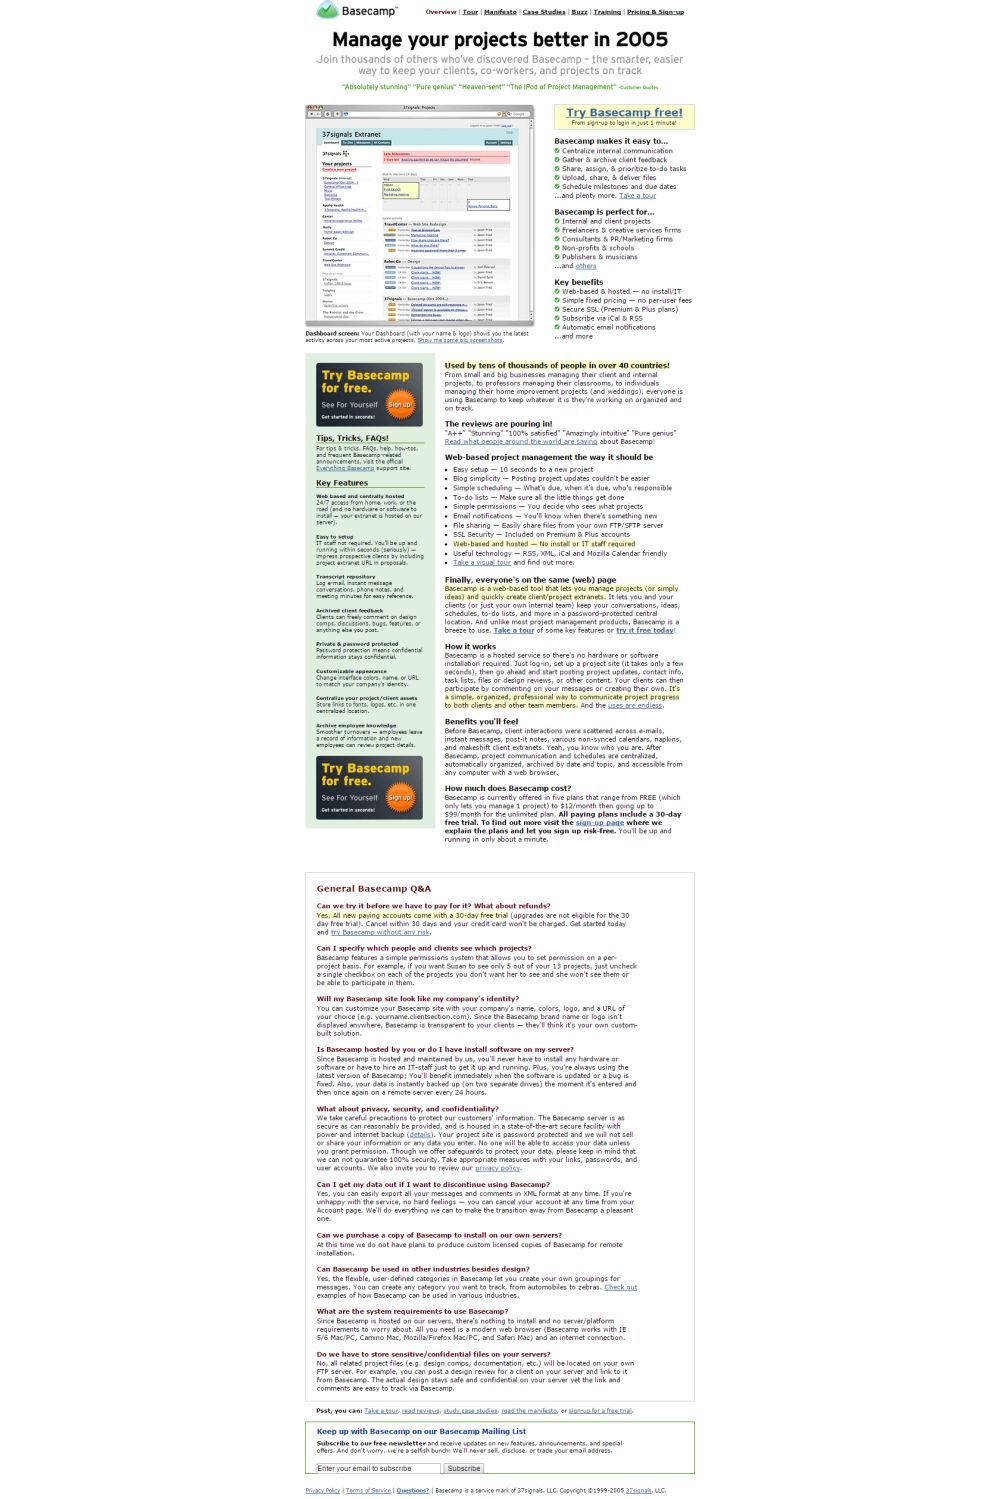 Basecamp™
Overview | Tour | Manifesto | Case Studies | Buzz | Training | Pricing & Sign-up
Manage your projects better in 2005
Join thousands of others who've discovered Basecamp – the smarter, easier
way to keep your clients, co-workers, and projects on track
"Absolutely stunning" "Pure genius" "Heaven-sent" "The iPod of Project Management" -Customer Quotes
37signals: Projects
37signals Extranet
37signals
Your projects
Create a new project
Late Milestones
TravelCenter — Web Site Redesign
Robot Co — Design
37signals — Basecamp (Oct 2004...)
Dashboard screen: Your Dashboard (with your name & logo) shows you the latest
activity across your most active projects. Show me some big screenshots.
Try Basecamp free!
From sign-up to login in just 1 minute!
Basecamp makes it easy to...
Centralize internal communication
Gather & archive client feedback
Share, assign, & prioritize to-do tasks
Upload, share, & deliver files
Schedule milestones and due dates
...and plenty more. Take a tour
Basecamp is perfect for...
Internal and client projects
Freelancers & creative services firms
Consultants & PR/Marketing firms
Non-profits & schools
Publishers & musicians
...and others
Key benefits
Web-based & hosted — no install/IT
Simple fixed pricing — no per-user fees
Secure SSL (Premium & Plus plans)
Subscribe via iCal & RSS
Automatic email notifications
...and more
Try Basecamp
for free.
See For Yourself
Sign up!
Get started in seconds!
Tips, Tricks, FAQs!
For tips & tricks, FAQs, help, how-tos,
and frequent Basecamp-related
announcements, visit the official
Everything Basecamp support site.
Key Features
Web based and centrally hosted
24/7 access from home, work, or the
road (and no hardware or software to
install — your extranet is hosted on our
server).
Easy to setup
IT staff not required. You'll be up and
running within seconds (seriously) —
impress prospective clients by including
project extranet URL in proposals.
Transcript repository
Log e-mail, instant message
conversations, phone notes, and
meeting minutes for easy reference.
Archived client feedback
Clients can freely comment on design
comps, discussions, bugs, features, or
anything else you post.
Private & password protected
Password protection means confidential
information stays confidential.
Customizable appearance
Change interface colors, name, or URL
to match your company's identity.
Centralize your project/client assets
Store links to fonts, logos, etc. in one
centralized location.
Archive employee knowledge
Smoother turnovers — employees leave
a record of information and new
employees can review project details.
Try Basecamp
for free.
See For Yourself
Sign up!
Get started in seconds!
Used by tens of thousands of people in over 40 countries!
From small and big businesses managing their client and internal
projects, to professors managing their classrooms, to individuals
managing their home improvement projects (and weddings), everyone is
using Basecamp to keep whatever it is they're working on organized and
on track.
The reviews are pouring in!
"A++" "Stunning" "100% satisfied" "Amazingly intuitive" "Pure genius"
Read what people around the world are saying about Basecamp!
Web-based project management the way it should be
• Easy setup — 10 seconds to a new project
• Blog simplicity — Posting project updates couldn't be easier
• Simple scheduling — What's due, when it's due, who's responsible
• To-do lists — Make sure all the little things get done
• Simple permissions — You decide who sees what projects
• Email notifications — You'll know when there's something new
• File sharing — Easily share files from your own FTP/SFTP server
• SSL Security — Included on Premium & Plus accounts
• Web-based and hosted — No install or IT staff required
• Useful technology — RSS, XML, iCal and Mozilla Calendar friendly
• Take a visual tour and find out more.
Finally, everyone's on the same (web) page
Basecamp is a web-based tool that lets you manage projects (or simply
ideas) and quickly create client/project extranets. It lets you and your
clients (or just your own internal team) keep your conversations, ideas,
schedules, to-do lists, and more in a password-protected central
location. And unlike most project management products, Basecamp is a
breeze to use. Take a tour of some key features or try it free today!
How it works
Basecamp is a hosted service so there's no hardware or software
installation required. Just log-in, set up a project (it takes only a few
seconds), then go ahead and start posting project updates, contact info,
task lists, files or design reviews, or other content. Your clients can then
participate by commenting on your messages or creating their own. It's
a simple, organized, professional way to communicate project progress
to both clients and other team members. And the uses are endless.
Benefits you'll feel
Before Basecamp, client interactions were scattered across e-mails,
instant messages, post-it notes, various non-synced calendars, napkins,
and makeshift client extranets. Yeah, you know who you are. After
Basecamp, project communication and schedules are centralized,
automatically organized, archived by date and topic, and accessible from
any computer with a web browser.
How much does Basecamp cost?
Basecamp is currently offered in five plans that range from FREE (which
only lets you manage 1 project) to $12/month then going up to
$99/month for the unlimited plan. All paying plans include a 30-day
free trial. To find out more visit the sign-up page where we
explain the plans and let you sign up risk-free. You'll be up and
running in only about a minute.
General Basecamp Q&A
Can we try it before we have to pay for it? What about refunds?
Yes. All new paying accounts come with a 30-day free trial (upgrades are not eligible for the 30
day free trial). Cancel within 30 days and your credit card won't be charged. Get started today
and try Basecamp without any risk.
Can I specify which people and clients see which projects?
Basecamp features a simple permissions system that allows you to set permission on a per-
project basis. For example, if you want Susan to see only 5 out of your 13 projects, just uncheck
a single checkbox on each of the projects you don't want her to see and she won't see them or
be able to participate in them.
Will my Basecamp site look like my company's identity?
You can customize your Basecamp site with your company's name, colors, logo, and a URL of
your choice (e.g. yourname.clientsection.com). Since the Basecamp brand name or logo isn't
displayed anywhere, Basecamp is transparent to your clients — they'll think it's your own custom-
built solution.
Is Basecamp hosted by you or do I have install software on my server?
Since Basecamp is hosted and maintained by us, you'll never have to install any hardware or
software or have to hire an IT-staff just to get it up and running. Plus, you're always using the
latest version of Basecamp; You'll benefit immediately when the software is updated or a bug is
fixed. Also, your data is instantly backed up (on two separate drives) the moment it's entered and
then once again on a remote server every 24 hours.
What about privacy, security, and confidentiality?
We take careful precautions to protect our customers' information. The Basecamp server is as
secure as can reasonably be provided, and is housed in a state-of-the-art secure facility with
power and internet backup (details). Your project site is password protected and we will not sell
or share your information or any data you enter. No one will be able to access your data unless
you grant permission. Though we offer safeguards to protect your data, please keep in mind that
we can not guarantee 100% security. Take appropriate measures with your links, passwords, and
user accounts. We also invite you to review our privacy policy.
Can I get my data out if I want to discontinue using Basecamp?
Yes, you can easily export all your messages and comments in XML format at any time. If you're
unhappy with the service, no hard feelings — you can cancel your account at any time from your
Account page. We'll do everything we can to make the transition away from Basecamp a pleasant
one.
Can we purchase a copy of Basecamp to install on our own servers?
At this time we do not have plans to produce custom licensed copies of Basecamp for remote
installation.
Can Basecamp be used in other industries besides design?
Yes, the flexible, user-defined categories in Basecamp let you create your own groupings for
messages. You can create any category you want to track, from automobiles to zebras. Check out
examples of how Basecamp can be used in various industries.
What are the system requirements to use Basecamp?
Since Basecamp is hosted on our servers, there's nothing to install and no server/platform
requirements to worry about. All you need is a modern web browser (Basecamp works with IE
5/6 Mac/PC, Camino Mac, Mozilla/Firefox Mac/PC, and Safari Mac) and an internet connection.
Do we have to store sensitive/confidential files on your servers?
No, all related project files (e.g. design comps, documentation, etc.) will be located on your own
FTP server. For example, you can post a design review for a client on your server and link to it
from Basecamp. The actual design stays safe and confidential on your server yet the link and
comments are easy to track via Basecamp.
Psst, you can: Take a tour, read reviews, study case studies, read the manifesto, or sign-up for a free trial.
Keep up with Basecamp on our Basecamp Mailing List
Subscribe to our free newsletter and receive updates on new features, announcements, and special
offers. And don't worry, we're a selfish bunch: We'll never sell, disclose, or trade your email address.
Enter your email to subscribe
Subscribe
Privacy Policy | Terms of Service | Questions? | Basecamp is a service mark of 37signals, LLC. Copyright ©1999-2005 37signals, LLC.